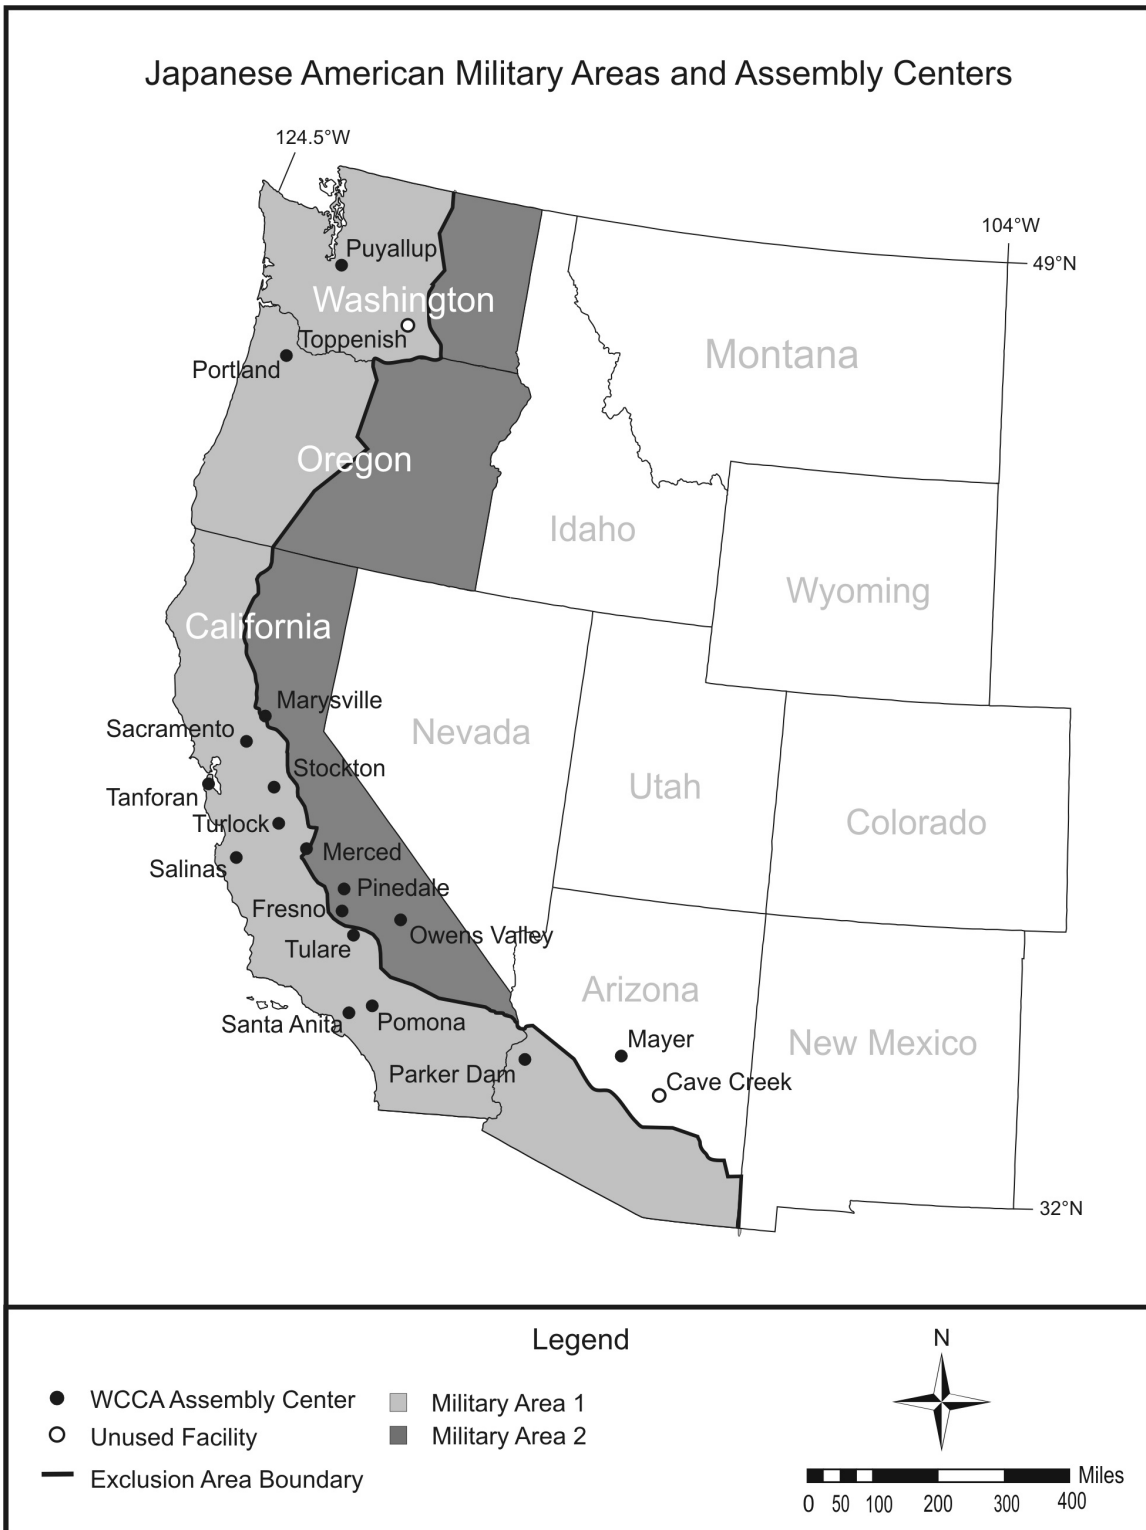 Japanese American Military Areas and Assembly Centers
124.5°W
104°W
49°N
Puyallup
Washington
Toppenish
Portland
Montana
Oregon
Idaho
Wyoming
California
Marysville
Sacramento
Nevada
Stockton
Utah
Tanforan
Turlock
Colorado
Merced
Salinas
Pinedale
Fresno
Owens Valley
Tulare
Arizona
Santa Anita
Pomona
Mayer
New Mexico
Parker Dam
Cave Creek
32°N
Legend
N
WCCA Assembly Center
Military Area 1
Unused Facility
Military Area 2
Exclusion Area Boundary
Miles
0 50 100 200 300 400